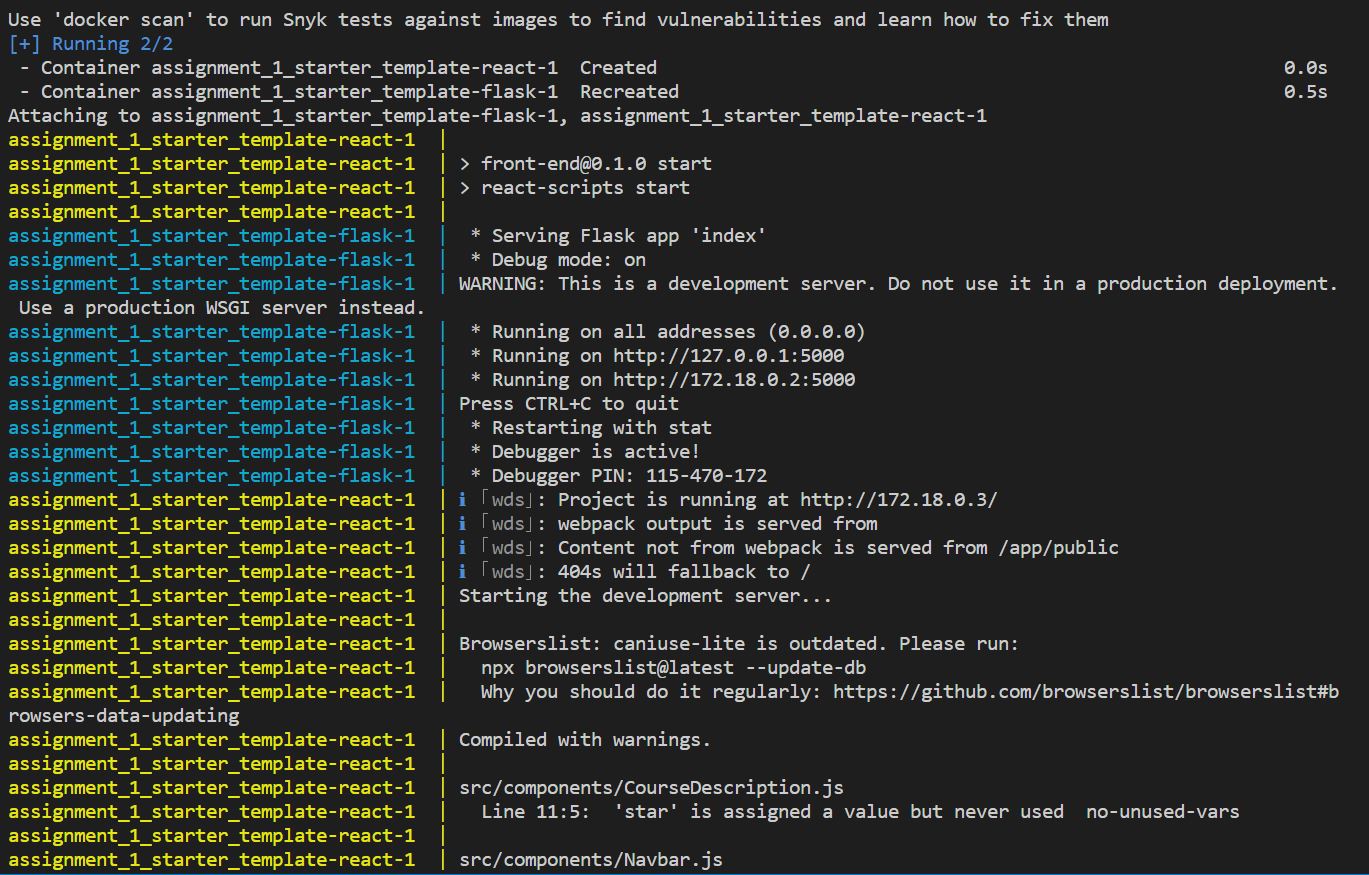 Use 'docker scan' to run Snyk tests against images to find vulnerabilities and learn how to fix them
[+] Running 2/2
 - Container assignment_1_starter_template-react-1  Created                                                         0.0s
 - Container assignment_1_starter_template-flask-1  Recreated                                                       0.5s
Attaching to assignment_1_starter_template-flask-1, assignment_1_starter_template-react-1
assignment_1_starter_template-react-1  |
assignment_1_starter_template-react-1  | > front-end@0.1.0 start
assignment_1_starter_template-react-1  | > react-scripts start
assignment_1_starter_template-react-1  |
assignment_1_starter_template-flask-1  |  * Serving Flask app 'index'
assignment_1_starter_template-flask-1  |  * Debug mode: on
assignment_1_starter_template-flask-1  | WARNING: This is a development server. Do not use it in a production deployment.
 Use a production WSGI server instead.
assignment_1_starter_template-flask-1  |  * Running on all addresses (0.0.0.0)
assignment_1_starter_template-flask-1  |  * Running on http://127.0.0.1:5000
assignment_1_starter_template-flask-1  |  * Running on http://172.18.0.2:5000
assignment_1_starter_template-flask-1  | Press CTRL+C to quit
assignment_1_starter_template-flask-1  |  * Restarting with stat
assignment_1_starter_template-flask-1  |  * Debugger is active!
assignment_1_starter_template-flask-1  |  * Debugger PIN: 115-470-172
assignment_1_starter_template-react-1  | ℹ ｢wds｣: Project is running at http://172.18.0.3/
assignment_1_starter_template-react-1  | ℹ ｢wds｣: webpack output is served from
assignment_1_starter_template-react-1  | ℹ ｢wds｣: Content not from webpack is served from /app/public
assignment_1_starter_template-react-1  | ℹ ｢wds｣: 404s will fallback to /
assignment_1_starter_template-react-1  | Starting the development server...
assignment_1_starter_template-react-1  |
assignment_1_starter_template-react-1  | Browserslist: caniuse-lite is outdated. Please run:
assignment_1_starter_template-react-1  |   npx browserslist@latest --update-db
assignment_1_starter_template-react-1  |   Why you should do it regularly: https://github.com/browserslist/browserslist#b
rowsers-data-updating
assignment_1_starter_template-react-1  | Compiled with warnings.
assignment_1_starter_template-react-1  |
assignment_1_starter_template-react-1  | src/components/CourseDescription.js
assignment_1_starter_template-react-1  |   Line 11:5:  'star' is assigned a value but never used  no-unused-vars
assignment_1_starter_template-react-1  |
assignment_1_starter_template-react-1  | src/components/Navbar.js